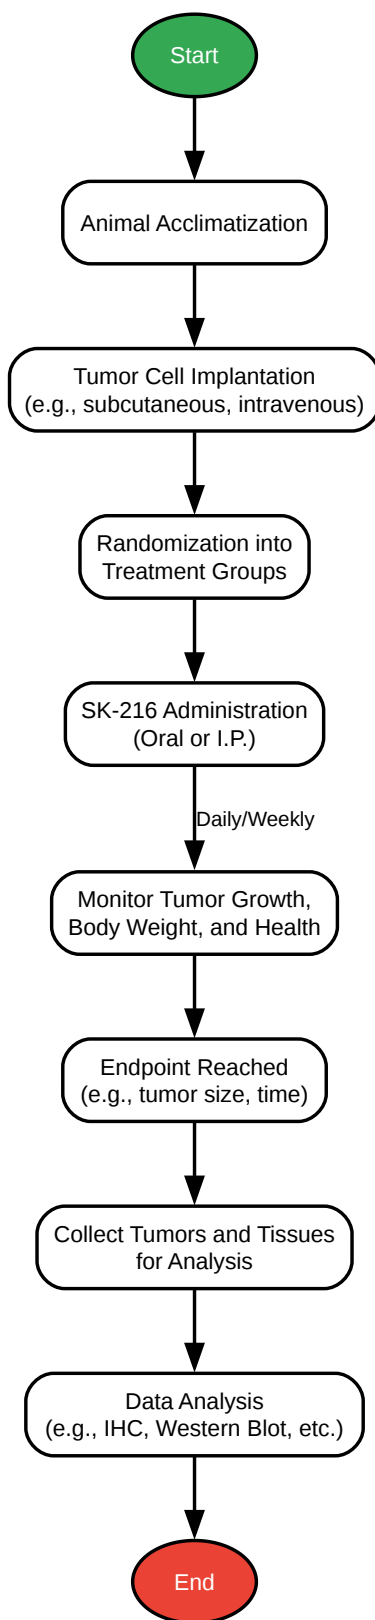 Start
Animal Acclimatization
Tumor Cell Implantation
(e.g., subcutaneous, intravenous)
Randomization into
Treatment Groups
SK-216 Administration
(Oral or I.P.)
Daily/Weekly
Monitor Tumor Growth,
Body Weight, and Health
Endpoint Reached
(e.g., tumor size, time)
Collect Tumors and Tissues
for Analysis
Data Analysis
(e.g., IHC, Western Blot, etc.)
End